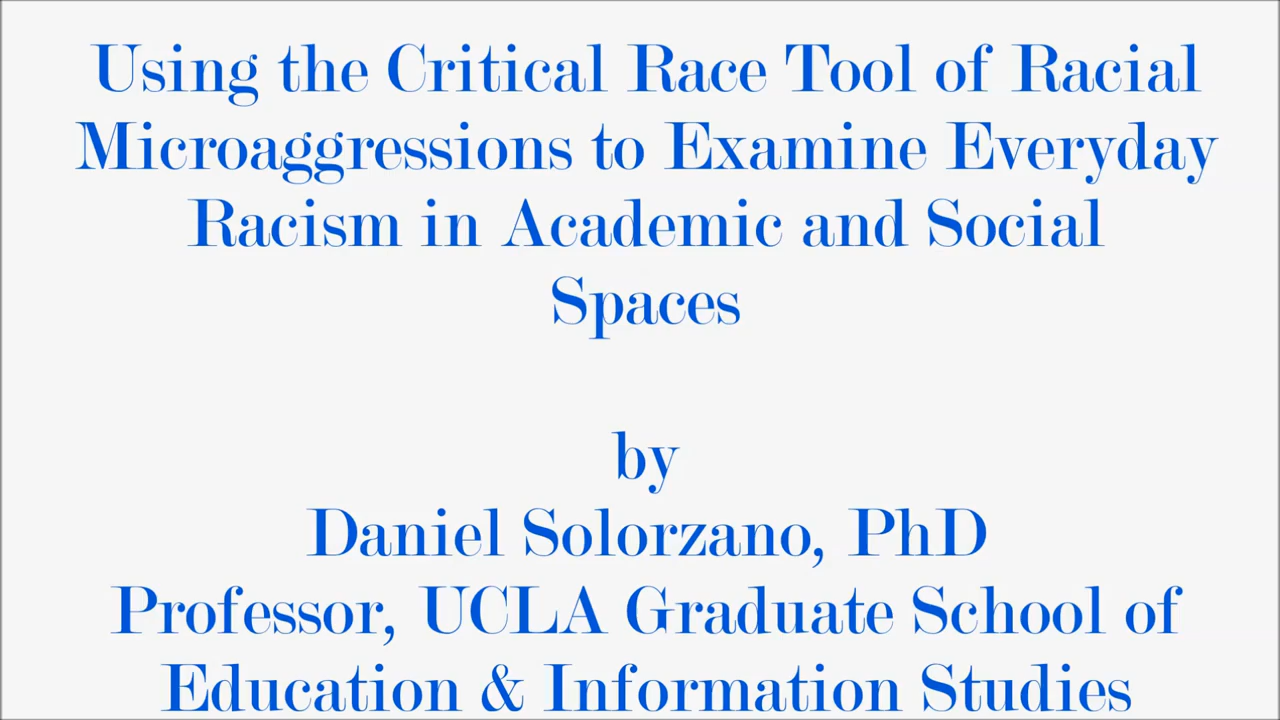 Using the Critical Race Tool of Racial
Microaggressions to Examine Everyday
Racism in Academic and Social
Spaces
by
Daniel Solorzano, PhD
Professor, UCLA Graduate School of
Education & Information Studies